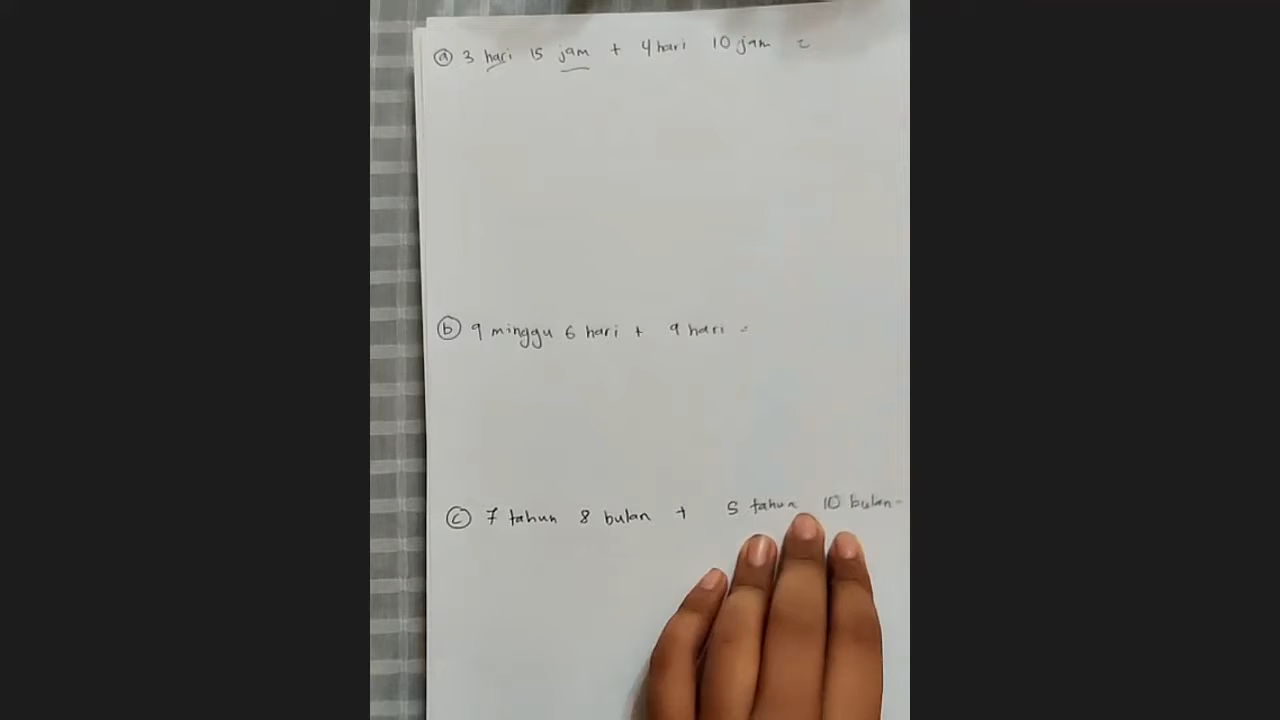 a 3 hari 15 jam + 4 hari 10 jam =
b 9 minggu 6 hari + 9 hari =
c 7 tahun 8 bulan + 5 tahun 10 bulan =